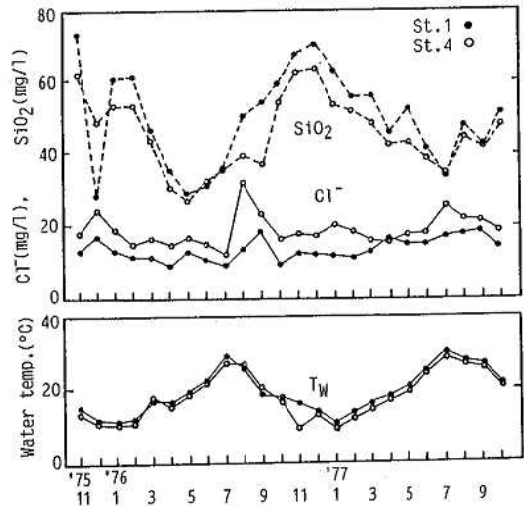 80
60
40
20
0
Cl⁻(mg/l), SiO₂(mg/l)
St.1
St.4
SiO₂
Cl⁻
40
20
0
Water temp.(°C)
Tw
'75 '76 '77
11 1 3 5 7 9 11 1 3 5 7 9